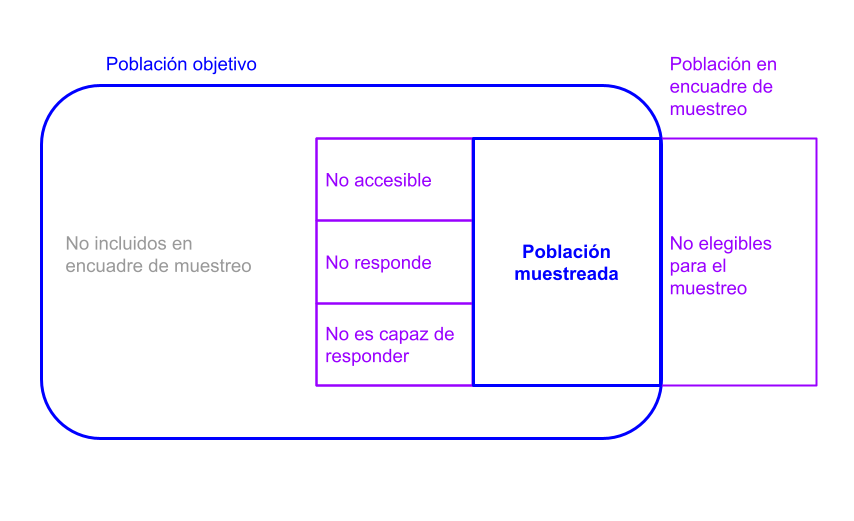 Población objetivo
Población en
encuadre de
muestreo
No accesible
No incluidos en
encuadre de muestreo
No responde
No es capaz de
responder
Población
muestreada
No elegibles
para el
muestreo